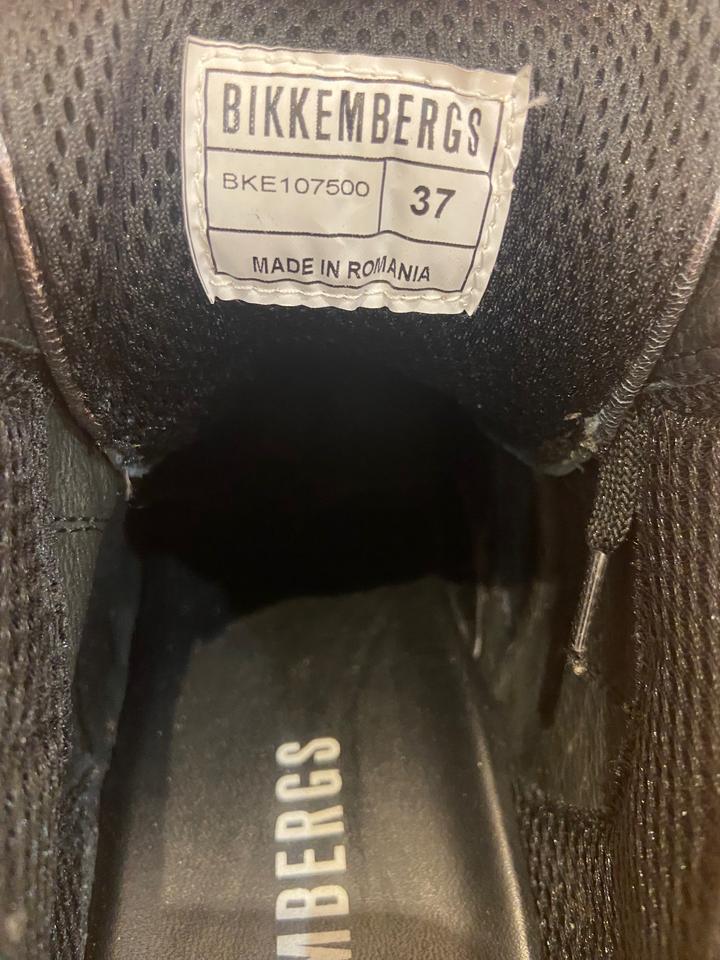 BIKKEMBERGS
BKE107500 37
MADE IN ROMANIA
MBERGS